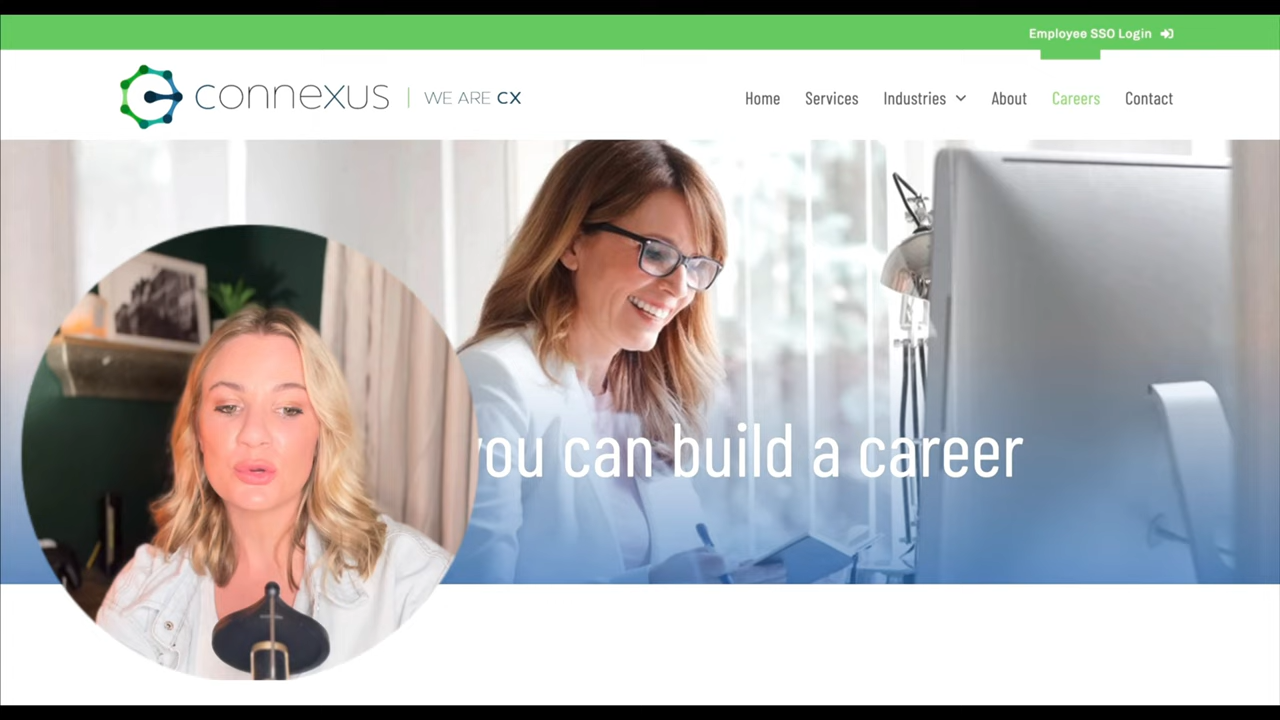 Employee SSO Login
connexus | WE ARE CX
Home Services Industries About Careers Contact
you can build a career